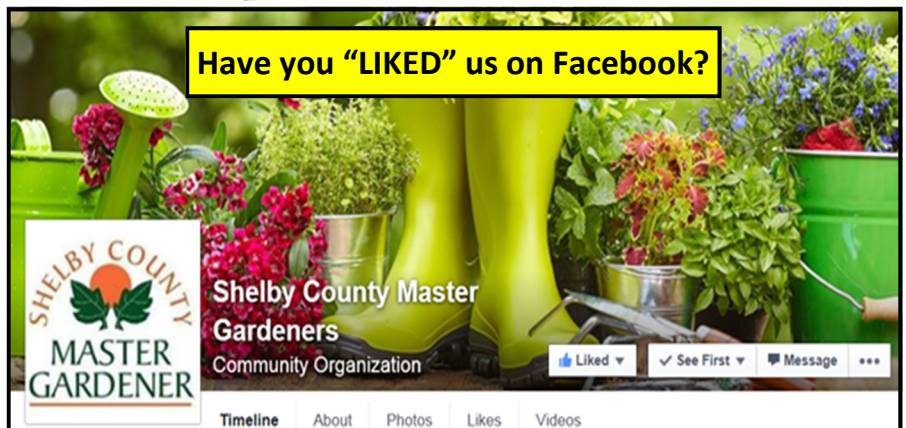 Have you “LIKED” us on Facebook?
SHELBY COUNTY
MASTER
GARDENER
Shelby County Master
Gardeners
Community Organization
Liked
See First
Message
Timeline About Photos Likes Videos